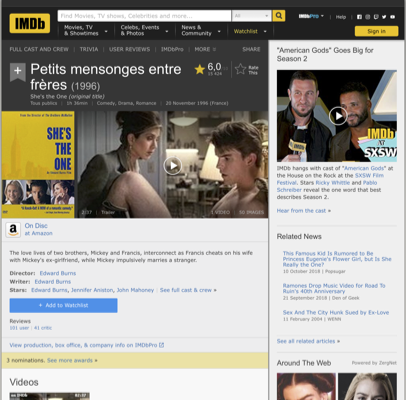 IMDb
Find Movies, TV shows, Celebrities and more...
All
IMDbPro
Help
Movies, TV
& Showtimes
Celebs, Events
& Photos
News &
Community
Watchlist
Sign in
FULL CAST AND CREW | TRIVIA | USER REVIEWS | IMDbPro | MORE
SHARE
Petits mensonges entre
frères (1996)
She's the One (original title)
6,0
Rate
This
Tous publics | 1h 36min | Comedy, Drama, Romance | 20 November 1996 (France)
SHE'S
THE
ONE
2:37 | Trailer
1 VIDEO
On Disc
at Amazon
The love lives of two brothers, Mickey and Francis, interconnect as Francis cheats on his wife
with Mickey's ex-girlfriend, while Mickey impulsively marries a stranger.
Director: Edward Burns
Writer: Edward Burns
Stars: Edward Burns, Jennifer Aniston, John Mahoney | See full cast & crew »
+ Add to Watchlist
Reviews
101 user | 41 critic
View production, box office, & company info on IMDbPro
3 nominations. See more awards »
Videos
"American Gods" Goes Big for
Season 2
IMDb
at
SXSW
IMDb hangs with cast of "American Gods" at
the House on the Rock at the SXSW Film
Festival. Stars Ricky Whittle and Pablo
Schreiber reveal the one word that best
describes Season 2.
Hear from the cast »
Related News
This Famous Kid Is Rumored to Be
Princess Eugenie's Flower Girl, but Is She
Really the One?
10 October 2018 | Popsugar
Ramones Drop Music Video for Road To
Ruin's 40th Anniversary
21 September 2018 | Den of Geek
Sex And The City Hunk Sued by Ex-Love
11 February 2004 | WENN
See all related articles »
Around The Web
Powered by ZergNet